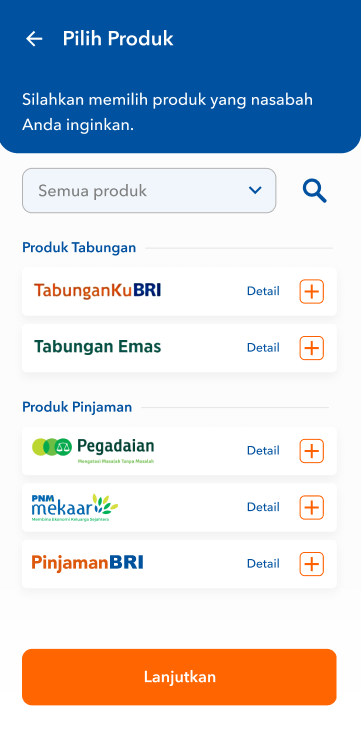 Pilih Produk
Silahkan memilih produk yang nasabah
Anda inginkan.
Semua produk
Produk Tabungan
TabunganKuBRI
Detail
Tabungan Emas
Detail
Produk Pinjaman
Pegadaian
Mengatasi Masalah Tanpa Masalah
Detail
PNM
mekaar
Membina Ekonomi Keluarga Sejahtera
Detail
PinjamanBRI
Detail
Lanjutkan